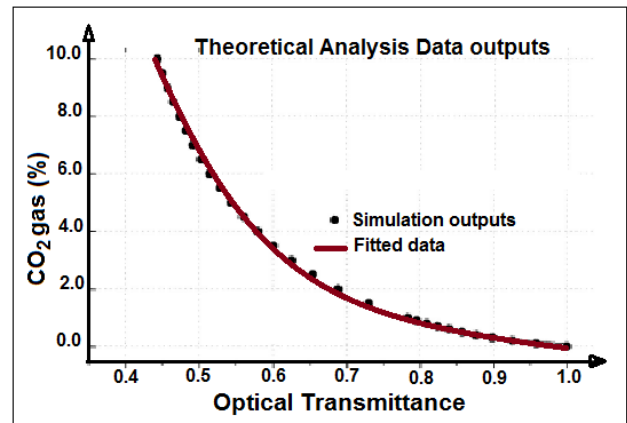 Theoretical Analysis Data outputs
10.0
8.0
6.0
4.0
2.0
0.0
CO2 gas (%)
Simulation outputs
Fitted data
0.4 0.5 0.6 0.7 0.8 0.9 1.0
Optical Transmittance